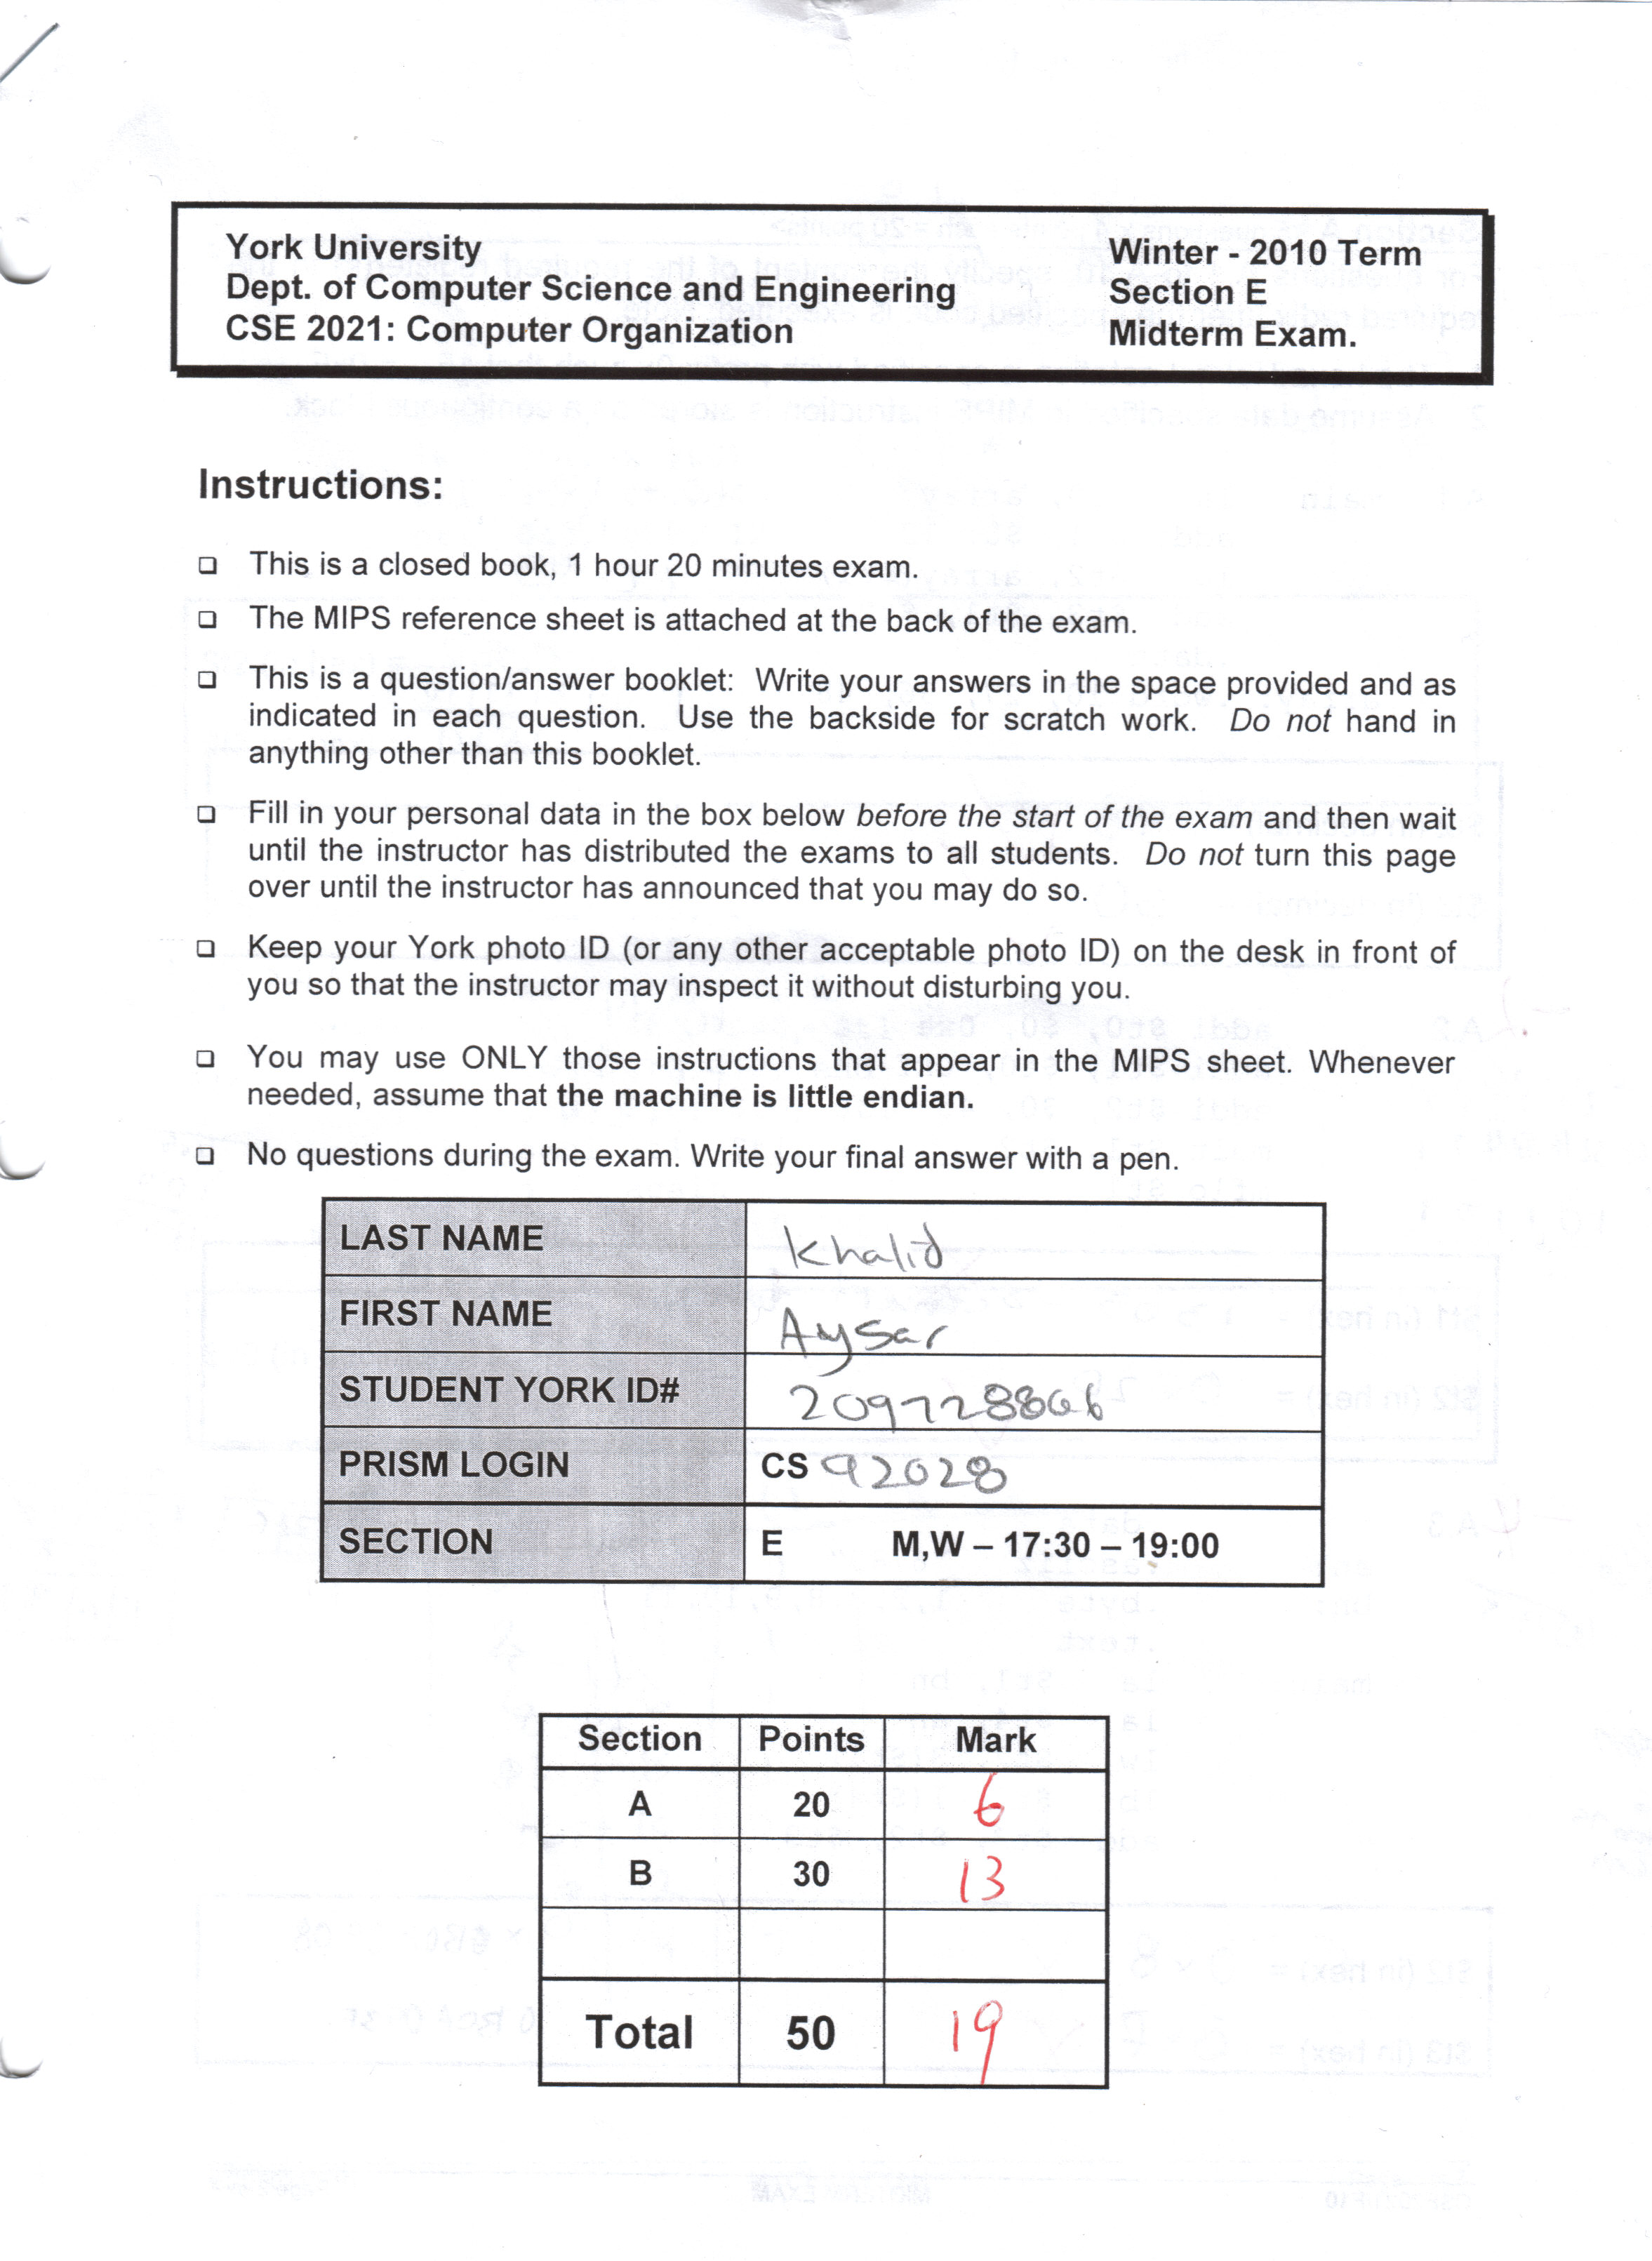 York University
Winter - 2010 Term
Dept. of Computer Science and Engineering
Section E
CSE 2021: Computer Organization
Midterm Exam.
Instructions:
❑ This is a closed book, 1 hour 20 minutes exam.
❑ The MIPS reference sheet is attached at the back of the exam.
❑ This is a question/answer booklet: Write your answers in the space provided and as
indicated in each question. Use the backside for scratch work. Do not hand in
anything other than this booklet.
❑ Fill in your personal data in the box below before the start of the exam and then wait
until the instructor has distributed the exams to all students. Do not turn this page
over until the instructor has announced that you may do so.
❑ Keep your York photo ID (or any other acceptable photo ID) on the desk in front of
you so that the instructor may inspect it without disturbing you.
❑ You may use ONLY those instructions that appear in the MIPS sheet. Whenever
needed, assume that the machine is little endian.
❑ No questions during the exam. Write your final answer with a pen.
LAST NAME Khalid
FIRST NAME Aysar
STUDENT YORK ID# 209728866
PRISM LOGIN CS 92028
SECTION E M,W – 17:30 – 19:00
Section Points Mark
A 20 6
B 30 13
Total 50 19